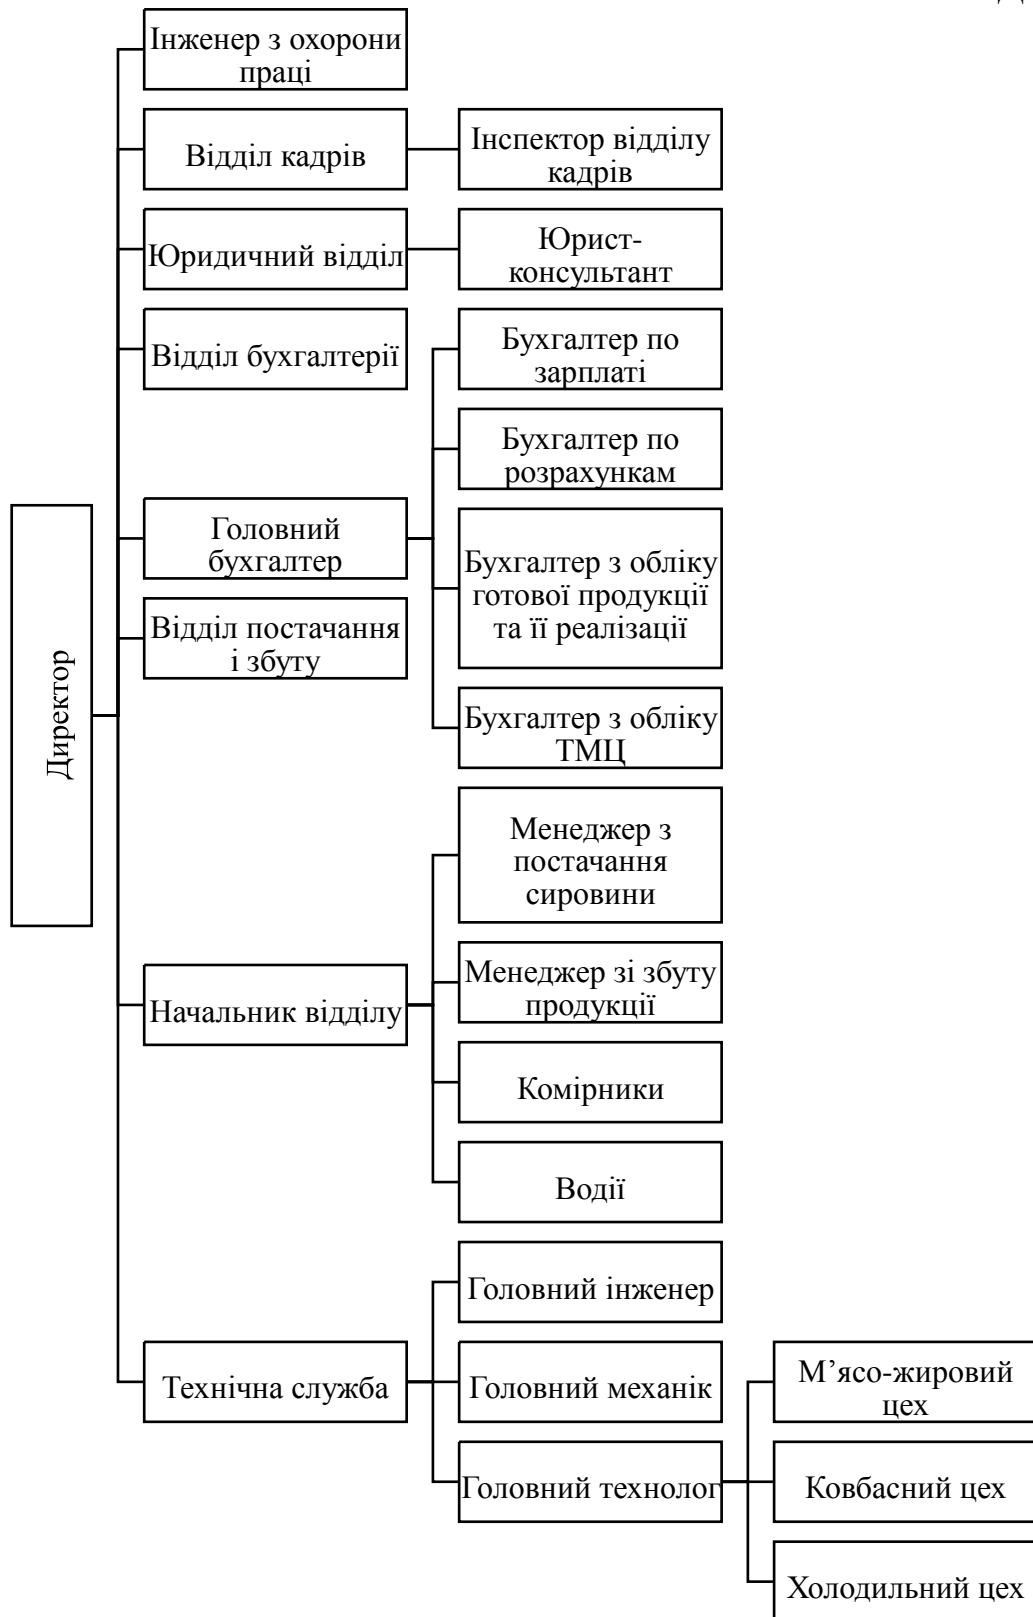 Інженер з охорони
праці
Відділ кадрів
Інспектор відділу
кадрів
Юридичний відділ
Юрист-
консультант
Відділ бухгалтерії
Бухгалтер по
зарплаті
Бухгалтер по
розрахункам
Головний
бухгалтер
Бухгалтер з обліку
готової продукції
та її реалізації
Відділ постачання
і збуту
Директор
Бухгалтер з обліку
ТМЦ
Менеджер з
постачання
сировини
Менеджер зі збуту
продукції
Начальник відділу
Комірники
Водії
Головний інженер
Технічна служба
Головний механік
М’ясо-жировий
цех
Головний технолог
Ковбасний цех
Холодильний цех